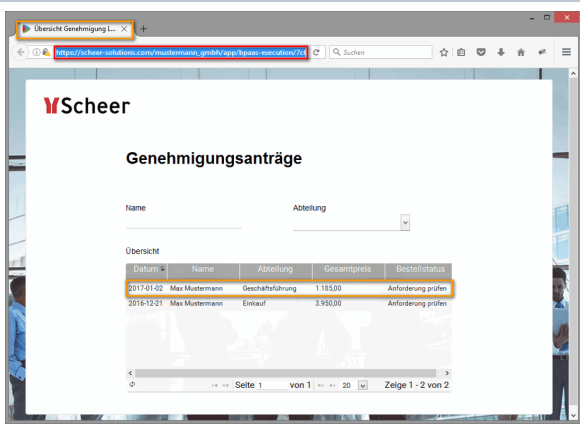 Übersicht Genehmigung L...
https://scheer-solutions.com/mustermann_gmbh/app/bpaas-execution/7cf
Suchen
Scheer
Genehmigungsanträge
Name Abteilung
Übersicht
Datum Name Abteilung Gesamtpreis Bestellstatus
2017-01-02 Max Mustermann Geschäftsführung 1.185,00 Anforderung prüfen
2016-12-21 Max Mustermann Einkauf 3.950,00 Anforderung prüfen
Seite 1 von 1 20 Zeige 1 - 2 von 2